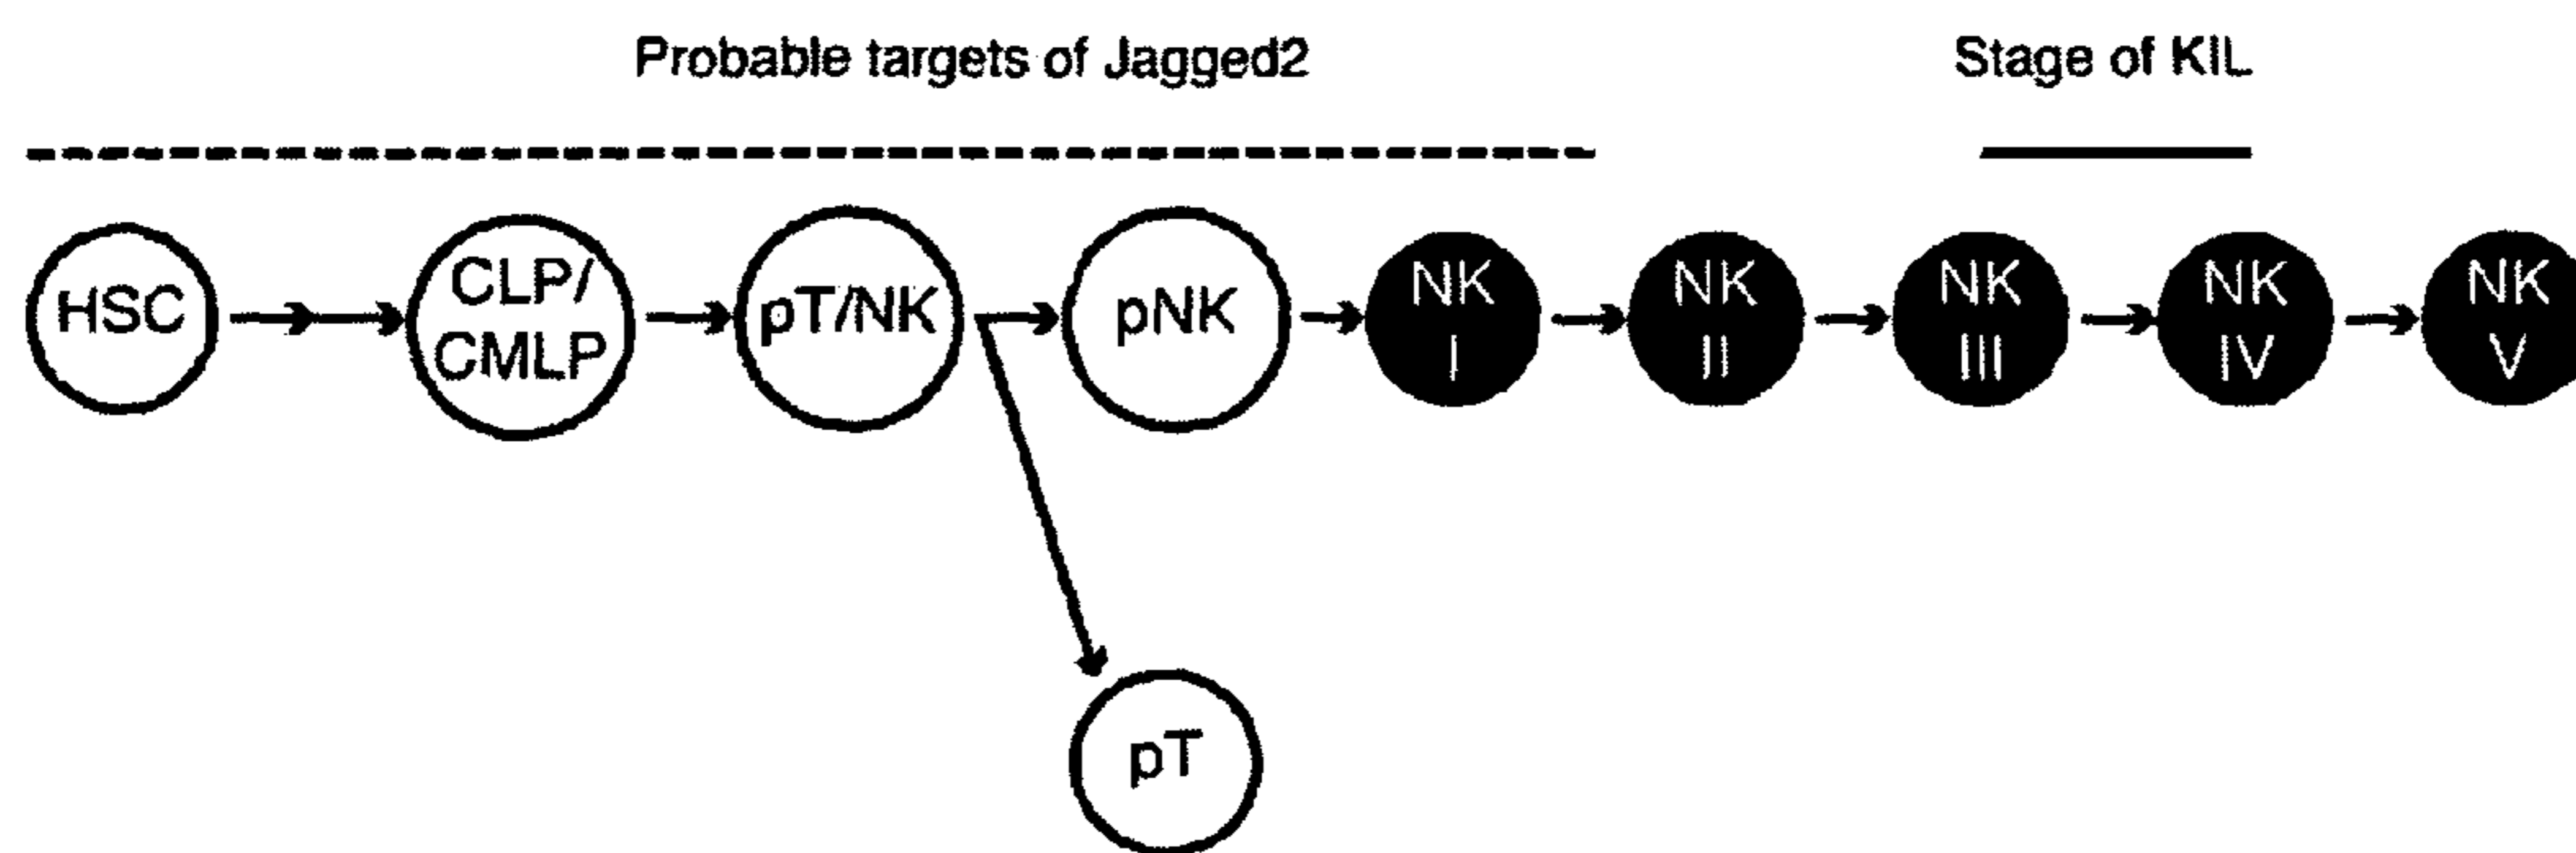 Probable targets of Jagged2
Stage of KIL
HSC
CLP/
CMLP
pT/NK
pNK
NK
I
NK
II
NK
III
NK
IV
NK
V
pT